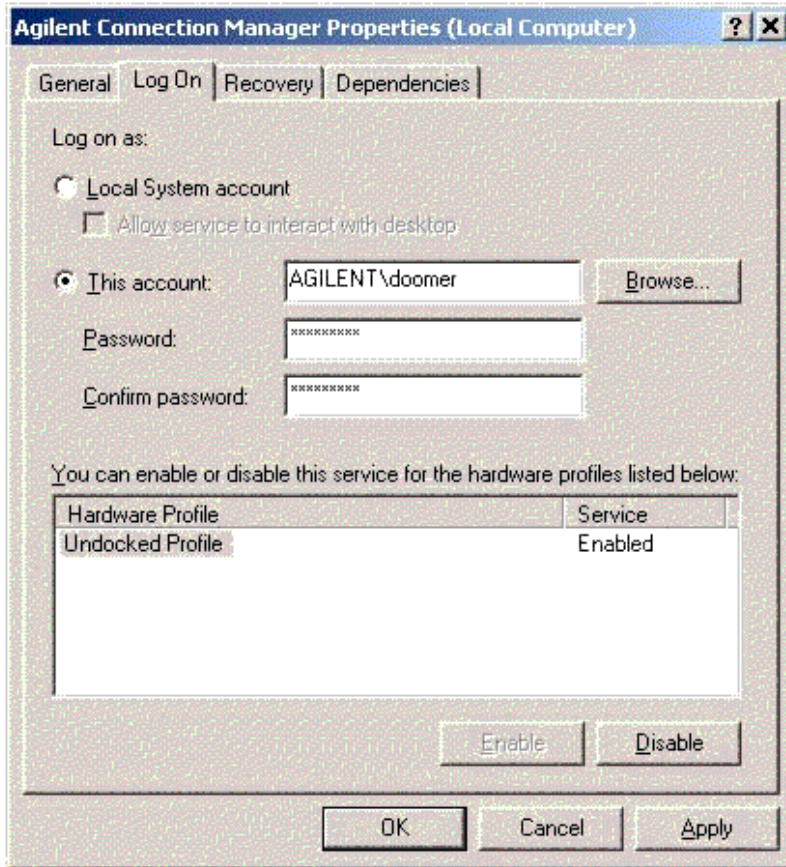 Agilent Connection Manager Properties (Local Computer)
General Log On Recovery Dependencies
Log on as:
Local System account
Allow service to interact with desktop
This account: AGILENT\doomer Browse...
Password: *********
Confirm password: *********
You can enable or disable this service for the hardware profiles listed below:
Hardware Profile Service
Undocked Profile Enabled
Enable Disable
OK Cancel Apply